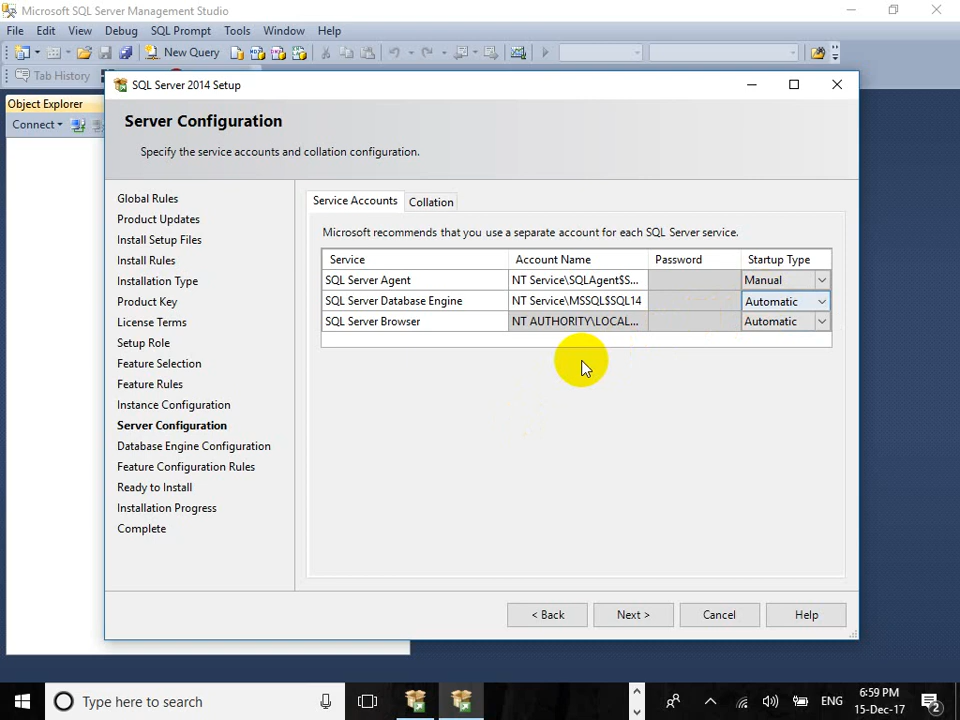 Microsoft SQL Server Management Studio
File Edit View Debug SQL Prompt Tools Window Help
New Query
Tab History
Object Explorer
Connect
SQL Server 2014 Setup
Server Configuration
Specify the service accounts and collation configuration.
Global Rules
Product Updates
Install Setup Files
Install Rules
Installation Type
Product Key
License Terms
Setup Role
Feature Selection
Feature Rules
Instance Configuration
Server Configuration
Database Engine Configuration
Feature Configuration Rules
Ready to Install
Installation Progress
Complete
Service Accounts Collation
Microsoft recommends that you use a separate account for each SQL Server service.
Service Account Name Password Startup Type
SQL Server Agent NT Service\SQLAgent$S... Manual
SQL Server Database Engine NT Service\MSSQL$SQL14 Automatic
SQL Server Browser NT AUTHORITY\LOCAL... Automatic
< Back Next > Cancel Help
Type here to search
ENG
6:59 PM
15-Dec-17
2